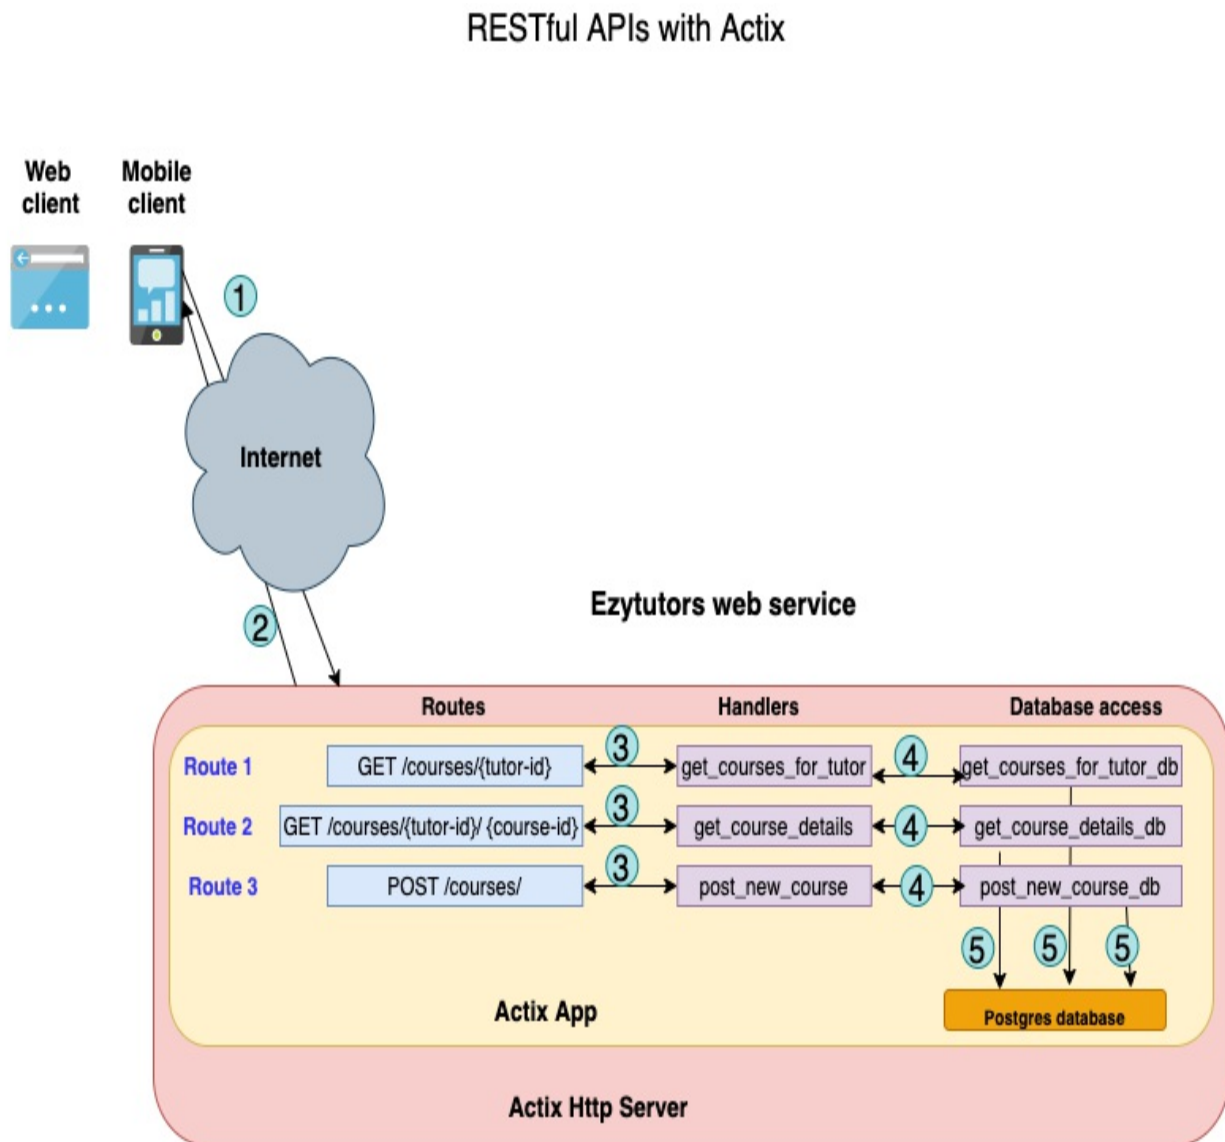 RESTful APIs with Actix
Web
client
Mobile
client
1
Internet
2
Ezytutors web service
Routes
Handlers
Database access
Route 1
GET /courses/{tutor-id}
3
get_courses_for_tutor
4
get_courses_for_tutor_db
Route 2
GET /courses/{tutor-id}/ {course-id}
3
get_course_details
4
get_course_details_db
Route 3
POST /courses/
3
post_new_course
4
post_new_course_db
5
5
5
Actix App
Postgres database
Actix Http Server